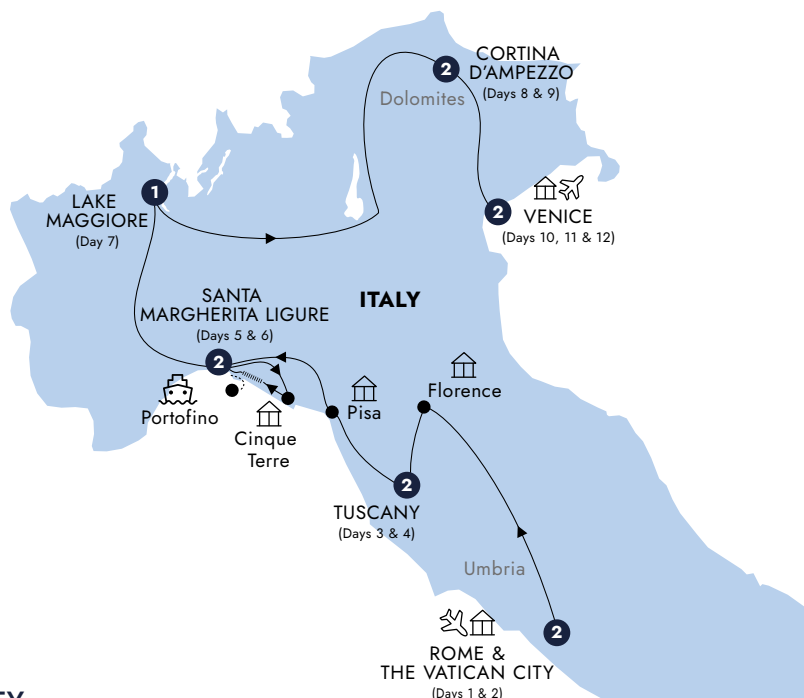 2
CORTINA
D'AMPEZZO
(Days 8 & 9)
Dolomites
1
LAKE
MAGGIORE
(Day 7)
2
VENICE
(Days 10, 11 & 12)
SANTA
MARGHERITA LIGURE
(Days 5 & 6)
2
ITALY
Portofino
Cinque
Terre
Pisa
Florence
2
TUSCANY
(Days 3 & 4)
Umbria
2
ROME &
THE VATICAN CITY
(Days 1 & 2)